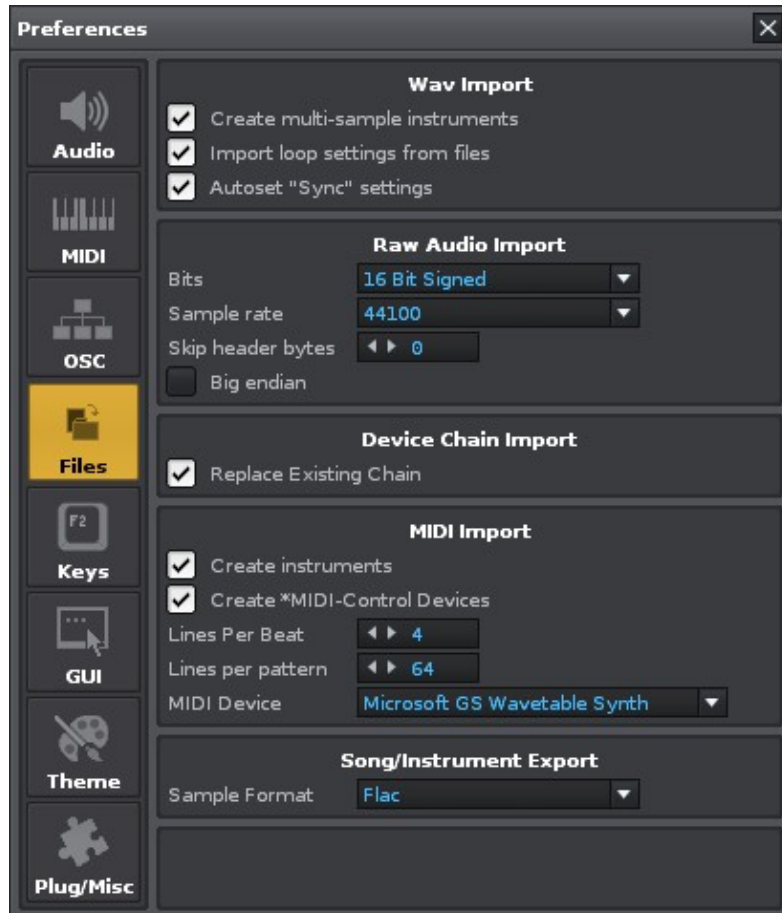 Preferences
Audio
MIDI
OSC
Files
F2
Keys
GUI
Theme
Plug/Misc
Wav Import
Create multi-sample instruments
Import loop settings from files
Autoset "Sync" settings
Raw Audio Import
Bits 16 Bit Signed
Sample rate 44100
Skip header bytes 0
Big endian
Device Chain Import
Replace Existing Chain
MIDI Import
Create instruments
Create *MIDI-Control Devices
Lines Per Beat 4
Lines per pattern 64
MIDI Device Microsoft GS Wavetable Synth
Song/Instrument Export
Sample Format Flac